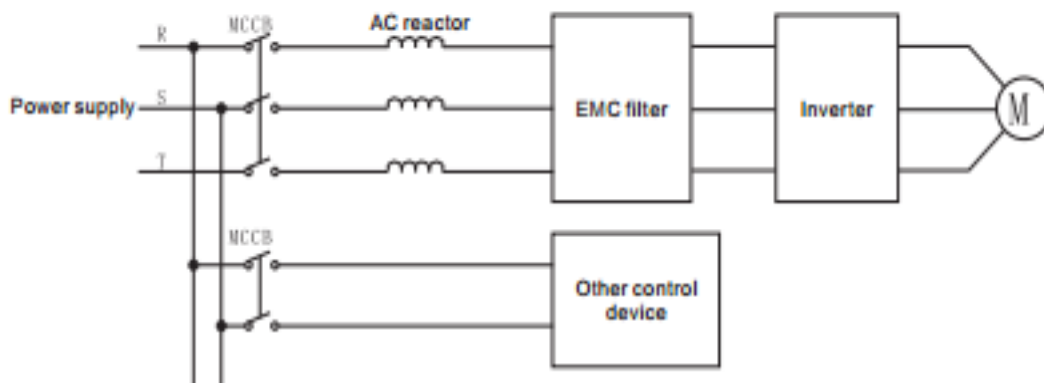 MCCB
AC reactor
R
Power supply
S
EMC filter
Inverter
M
T
MCCB
Other control
device